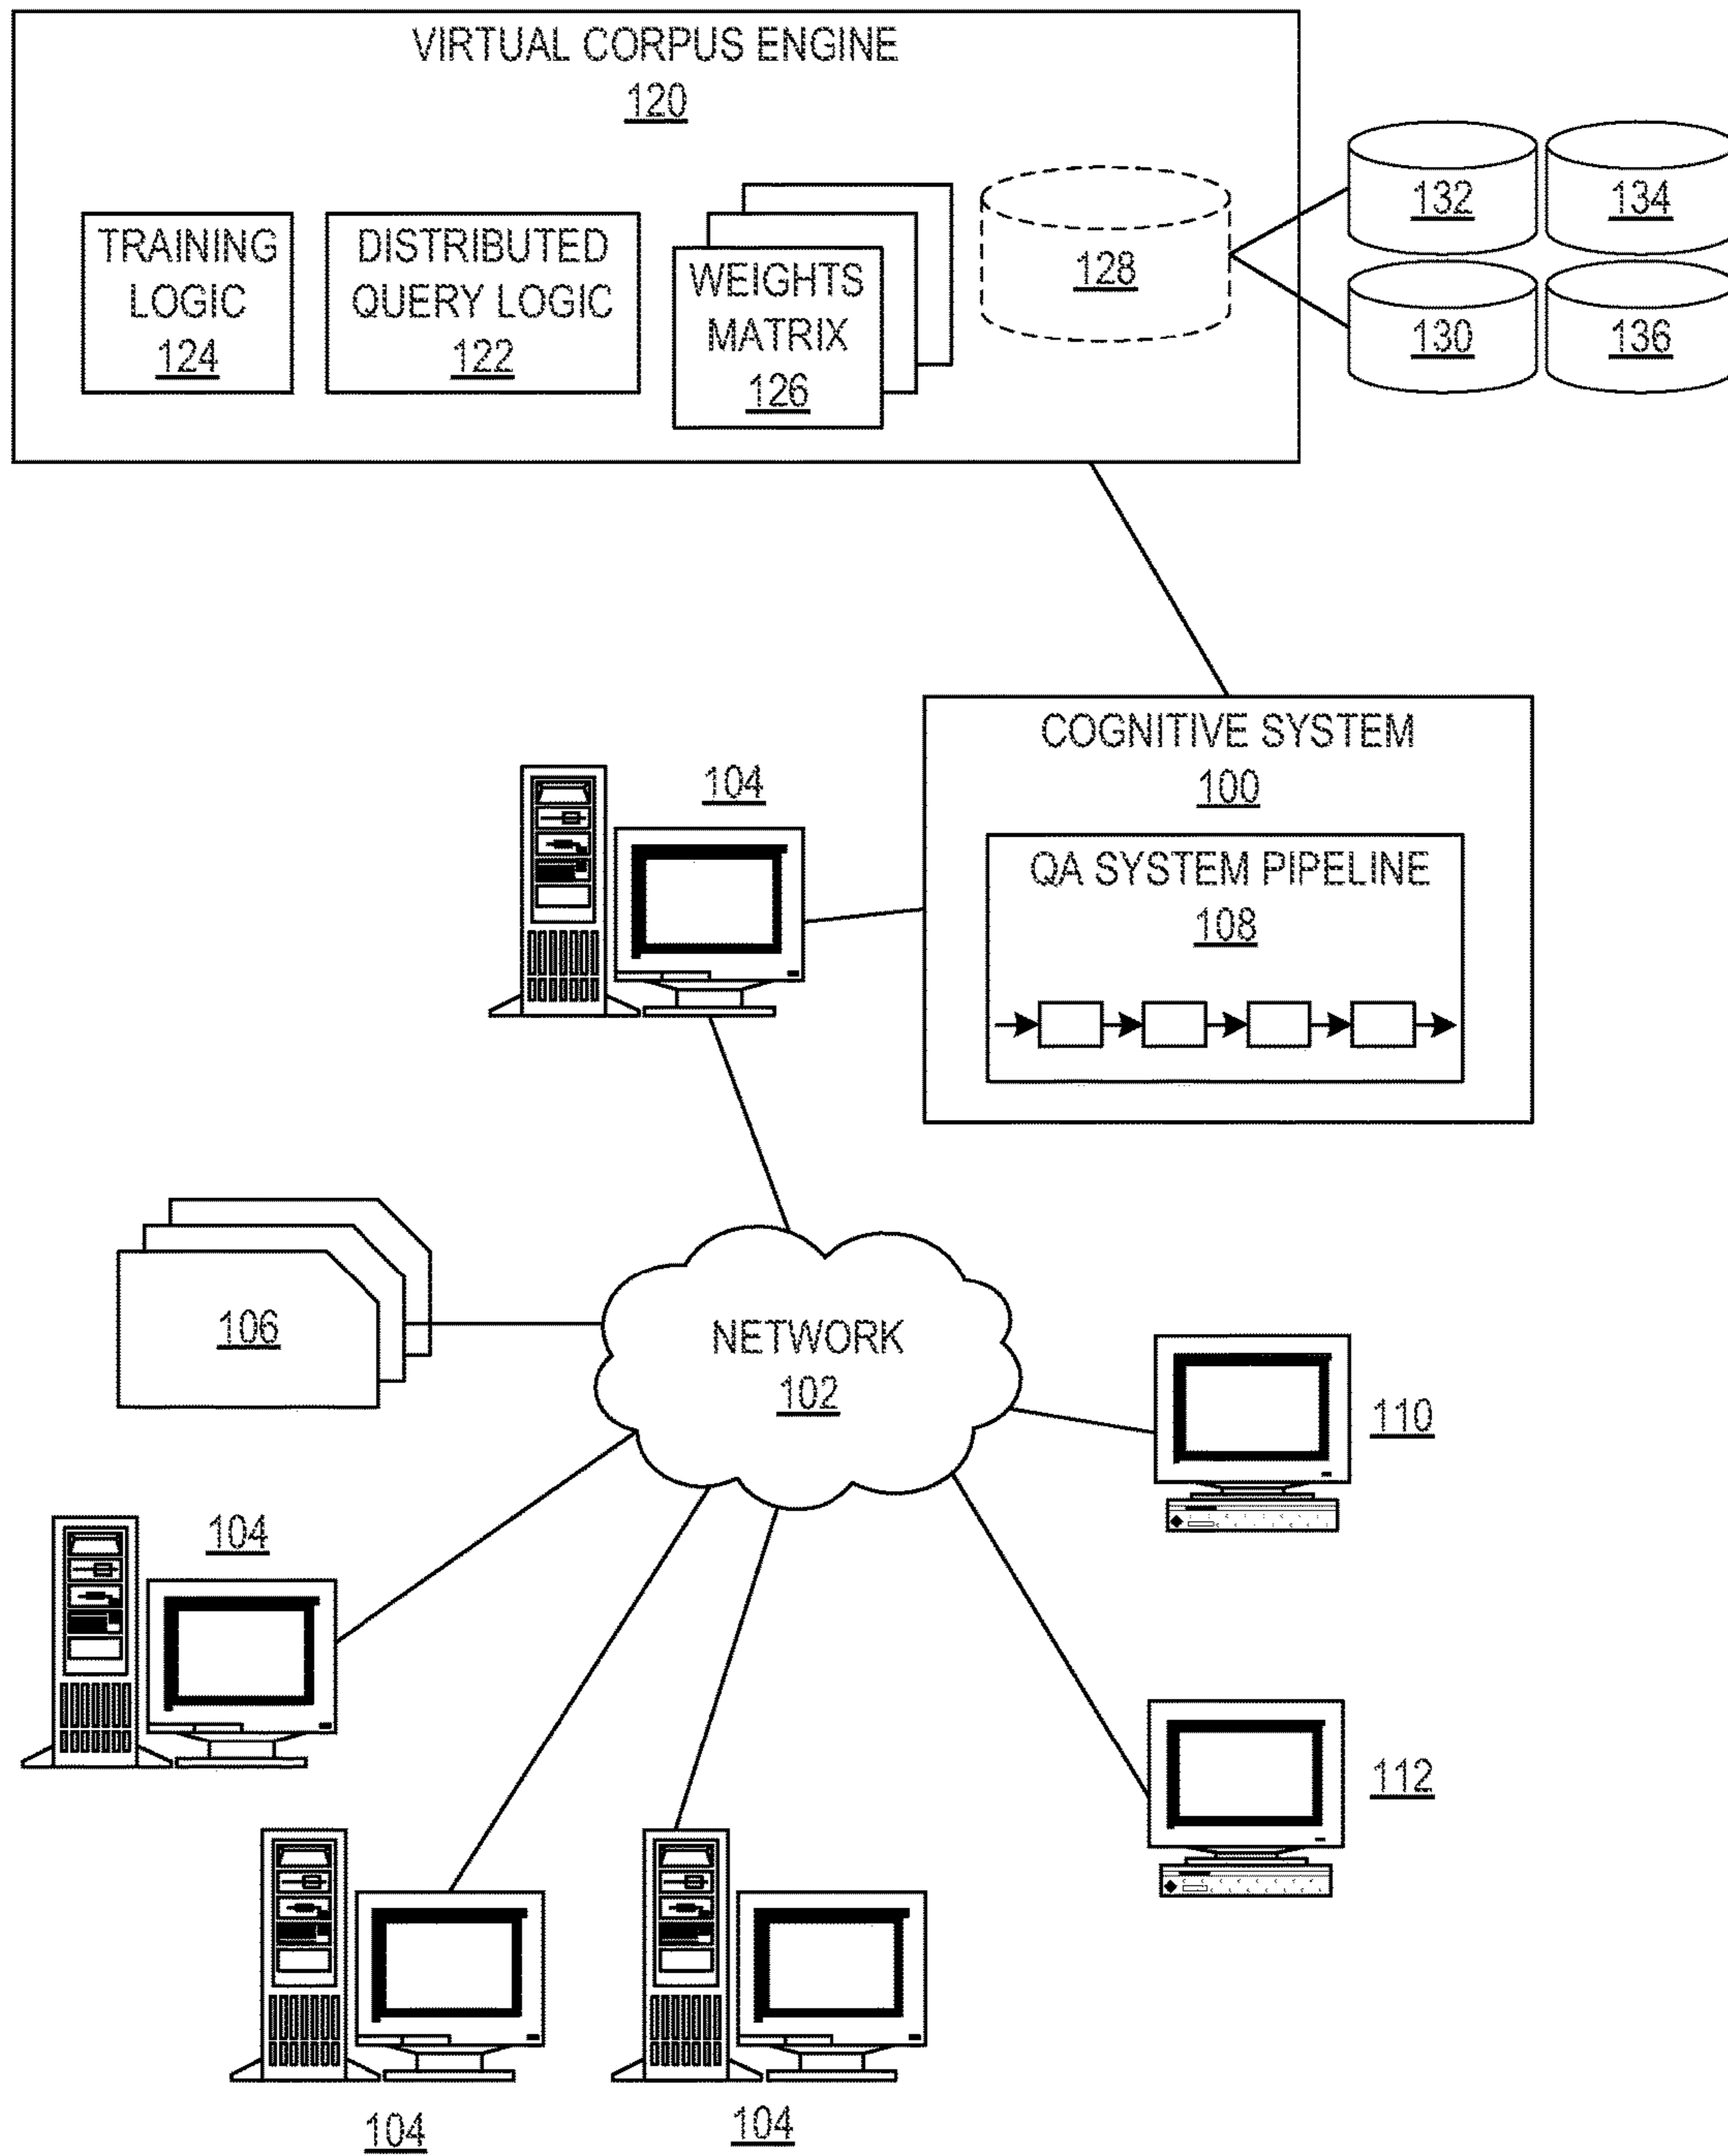 VIRTUAL CORPUS ENGINE
120
TRAINING
LOGIC
124
DISTRIBUTED
QUERY LOGIC
122
WEIGHTS
MATRIX
126
128
132
134
130
136
COGNITIVE SYSTEM
100
QA SYSTEM PIPELINE
108
104
106
NETWORK
102
110
104
112
104
104